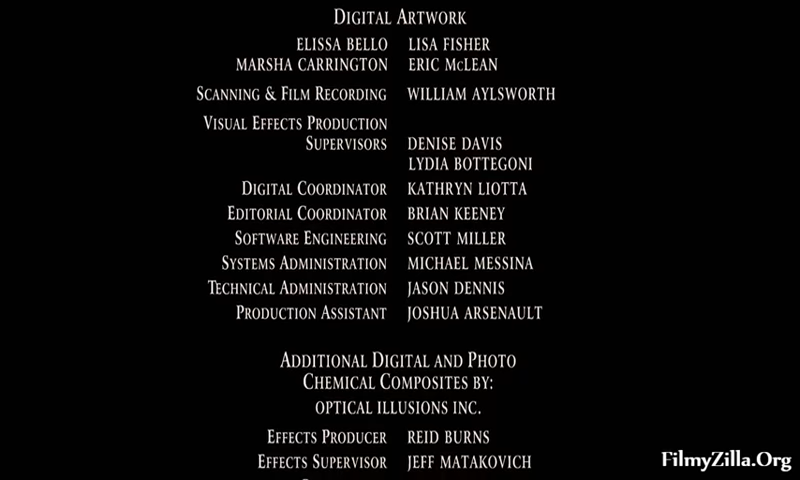 DIGITAL ARTWORK
ELISSA BELLO LISA FISHER
MARSHA CARRINGTON ERIC McLEAN
SCANNING & FILM RECORDING WILLIAM AYLSWORTH
VISUAL EFFECTS PRODUCTION
SUPERVISORS DENISE DAVIS
LYDIA BOTTEGONI
DIGITAL COORDINATOR KATHRYN LIOTTA
EDITORIAL COORDINATOR BRIAN KEENEY
SOFTWARE ENGINEERING SCOTT MILLER
SYSTEMS ADMINISTRATION MICHAEL MESSINA
TECHNICAL ADMINISTRATION JASON DENNIS
PRODUCTION ASSISTANT JOSHUA ARSENAULT
ADDITIONAL DIGITAL AND PHOTO
CHEMICAL COMPOSITES BY:
OPTICAL ILLUSIONS INC.
EFFECTS PRODUCER REID BURNS
EFFECTS SUPERVISOR JEFF MATAKOVICH
FilmyZilla.Org